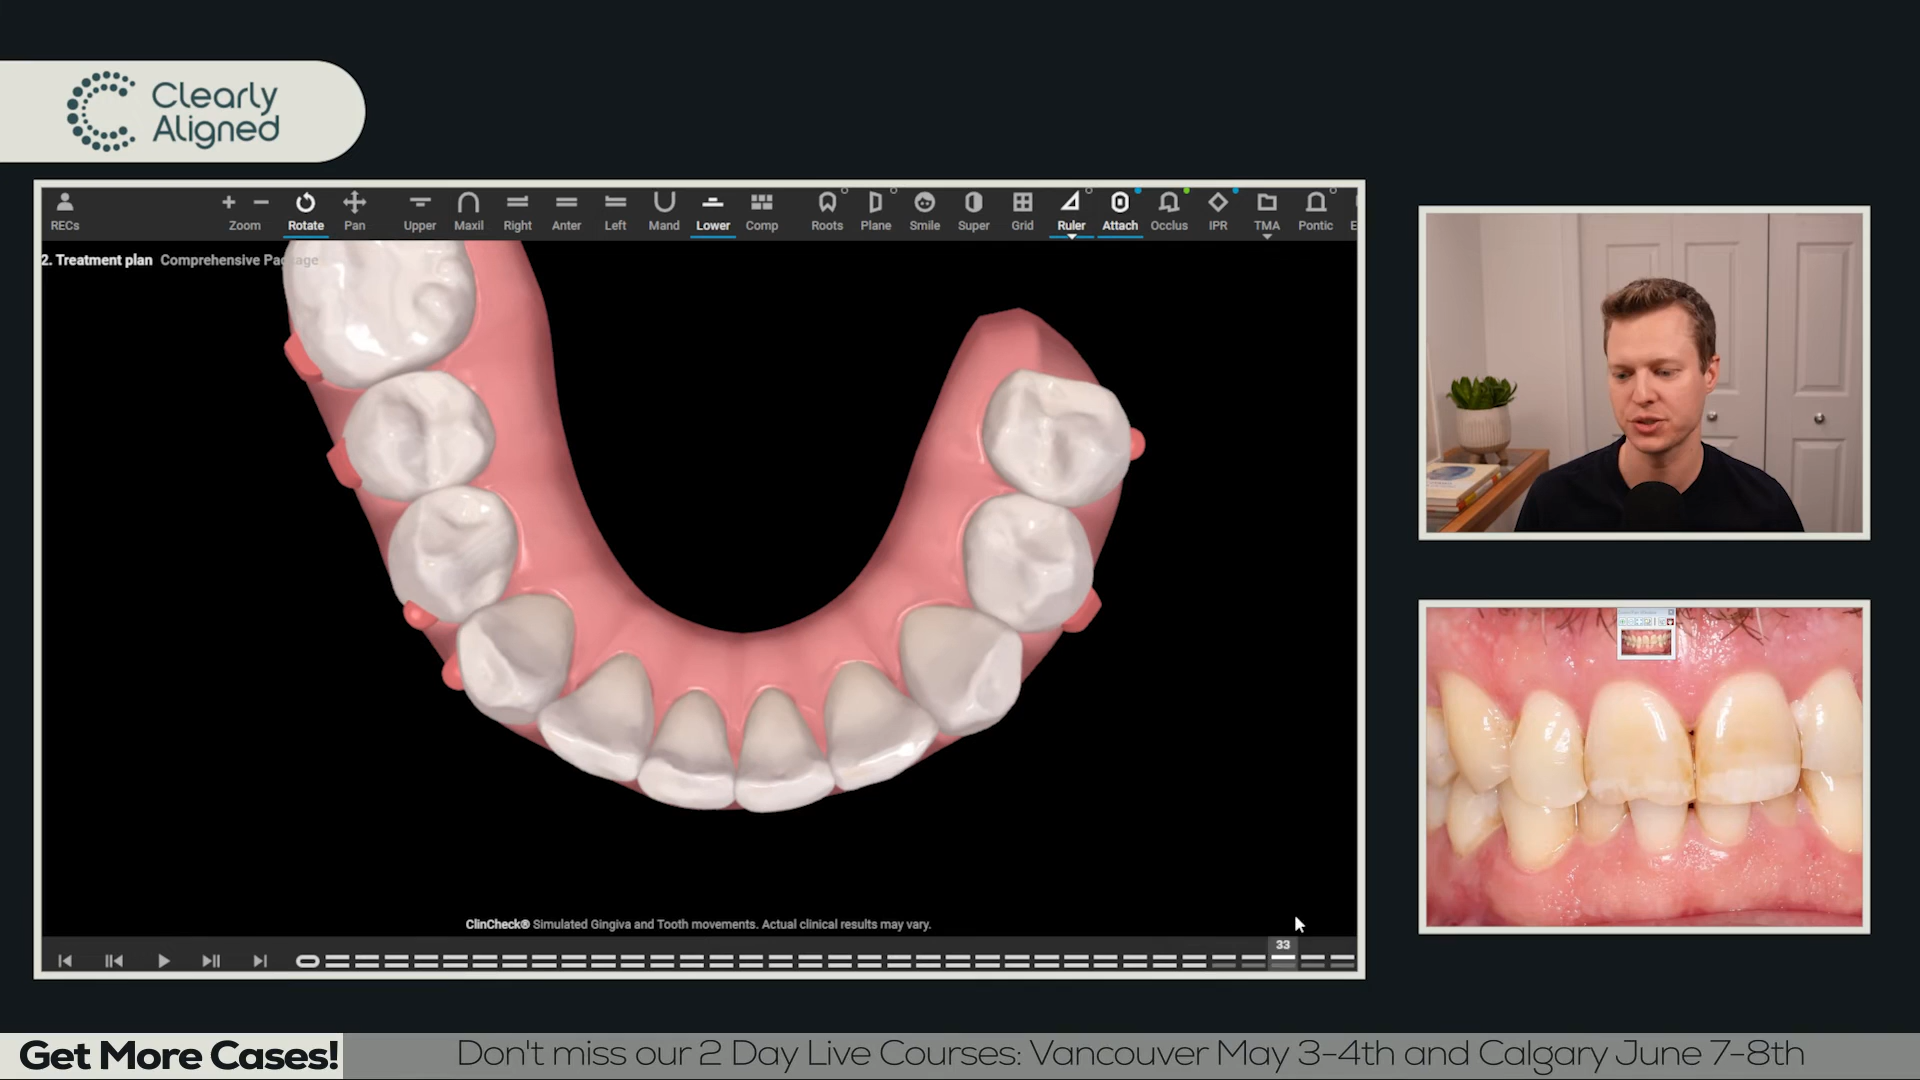 Clearly
Aligned
RECs
Zoom
Rotate
Pan
Upper
Maxil
Right
Anter
Left
Mand
Lower
Comp
Roots
Plane
Smile
Super
Grid
Ruler
Attach
Occlus
IPR
TMA
Pontic
E
2. Treatment plan Comprehensive Package
ClinCheck® Simulated Gingiva and Tooth movements. Actual clinical results may vary.
33
Get More Cases!
Don't miss our 2 Day Live Courses: Vancouver May 3-4th and Calgary June 7-8th